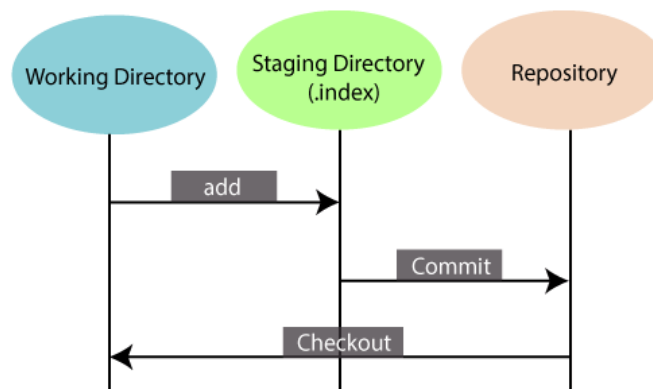 Working Directory
Staging Directory
(.index)
Repository
add
Commit
Checkout